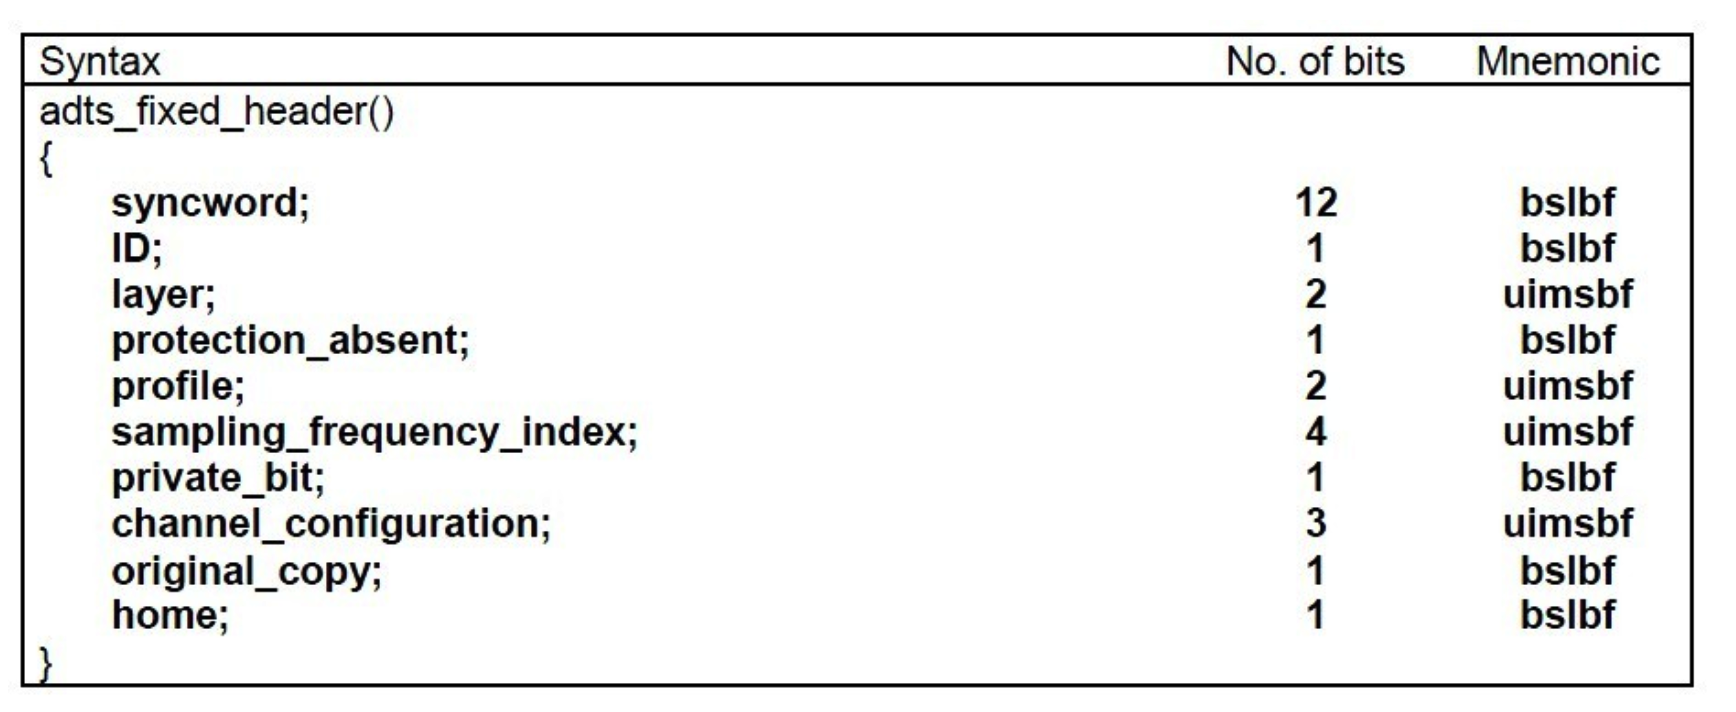 Syntax No. of bits Mnemonic
adts_fixed_header()
{
syncword; 12 bslbf
ID; 1 bslbf
layer; 2 uimsbf
protection_absent; 1 bslbf
profile; 2 uimsbf
sampling_frequency_index; 4 uimsbf
private_bit; 1 bslbf
channel_configuration; 3 uimsbf
original_copy; 1 bslbf
home; 1 bslbf
}